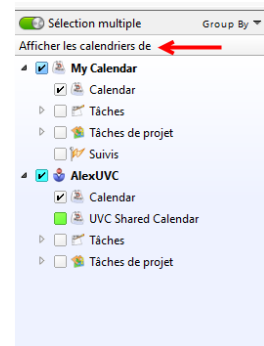 Sélection multiple Group By
Afficher les calendriers de
My Calendar
Calendar
Tâches
Tâches de projet
Suivis
AlexUVC
Calendar
UVC Shared Calendar
Tâches
Tâches de projet